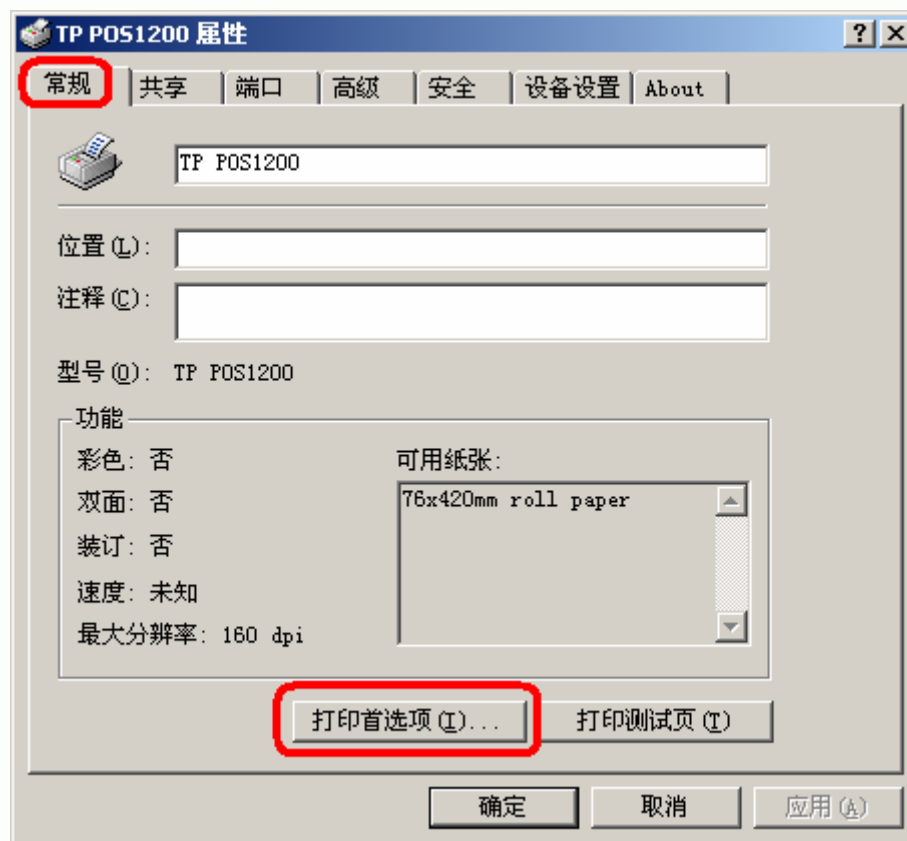 TP POS1200 属性
常规 共享 端口 高级 安全 设备设置 About
TP POS1200
位置(L):
注释(C):
型号(O): TP POS1200
功能
彩色: 否
双面: 否
装订: 否
速度: 未知
最大分辨率: 160 dpi
可用纸张:
76x420mm roll paper
打印首选项(I)... 打印测试页(T)
确定 取消 应用(A)